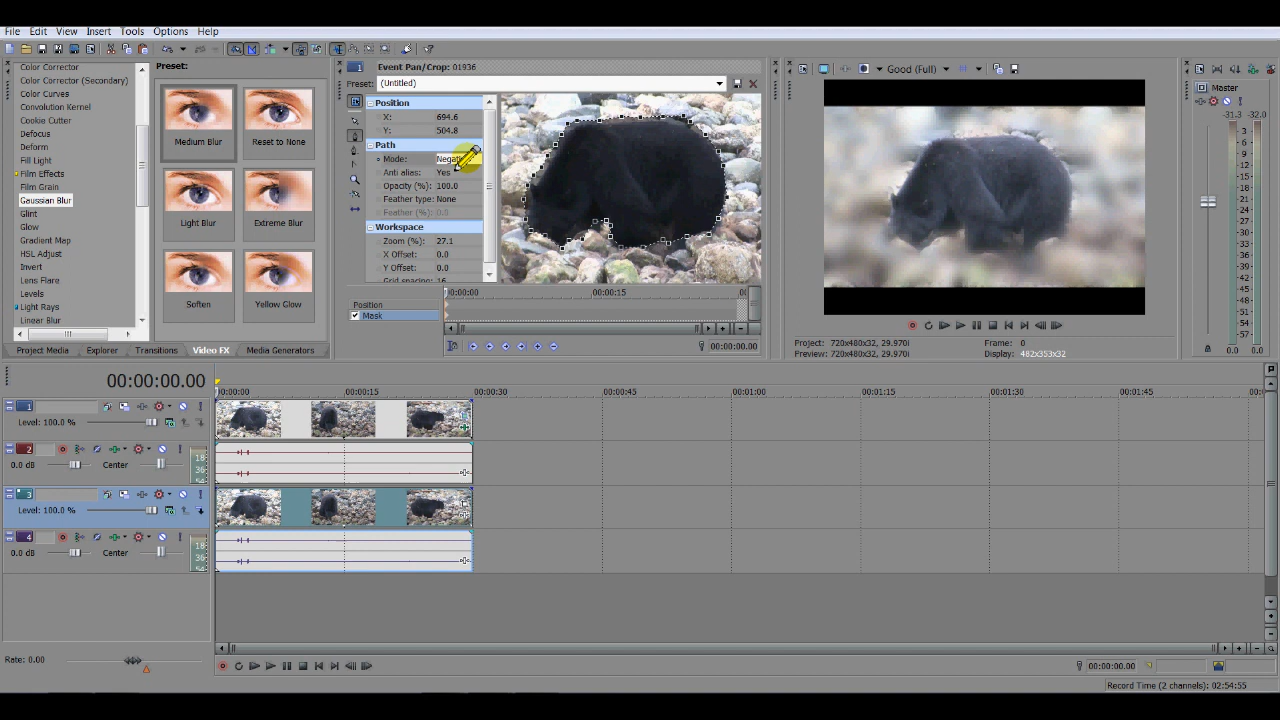 File Edit View Insert Tools Options Help
Color Corrector
Color Corrector (Secondary)
Color Curves
Convolution Kernel
Cookie Cutter
Defocus
Deform
Fill Light
Film Effects
Film Grain
Gaussian Blur
Glint
Glow
Gradient Map
HSL Adjust
Invert
Lens Flare
Levels
Light Rays
Linear Blur
Preset:
Medium Blur Reset to None
Light Blur Extreme Blur
Soften Yellow Glow
Project Media Explorer Transitions Video FX Media Generators
1 Event Pan/Crop: 01936
Preset: (Untitled)
Position
X: 694.6
Y: 504.8
Path
Mode:
Anti alias: Yes
Opacity (%): 100.0
Feather type: None
Feather (%): 0.0
Workspace
Zoom (%): 27.1
X Offset: 0.0
Y Offset: 0.0
Grid spacing: 16
Position
Mask
00:00:00 00:00:15
00:00:00.00
Good (Full)
Project: 720x480x32, 29.970i Frame: 0
Preview: 720x480x32, 29.970i Display: 482x353x32
Master
-31.3 -32.0
3
6
9
12
15
18
21
24
27
30
33
36
39
42
45
48
51
54
57
0.0 0.0
00:00:00.00
00:00:00 00:00:15 00:00:30 00:00:45 00:01:00 00:01:15 00:01:30 00:01:45
1
Level: 100.0 %
2
0.0 dB Center
18
36
3
Level: 100.0 %
4
0.0 dB Center
18
36
Rate: 0.00
00:00:00.00
Record Time (2 channels): 02:54:55